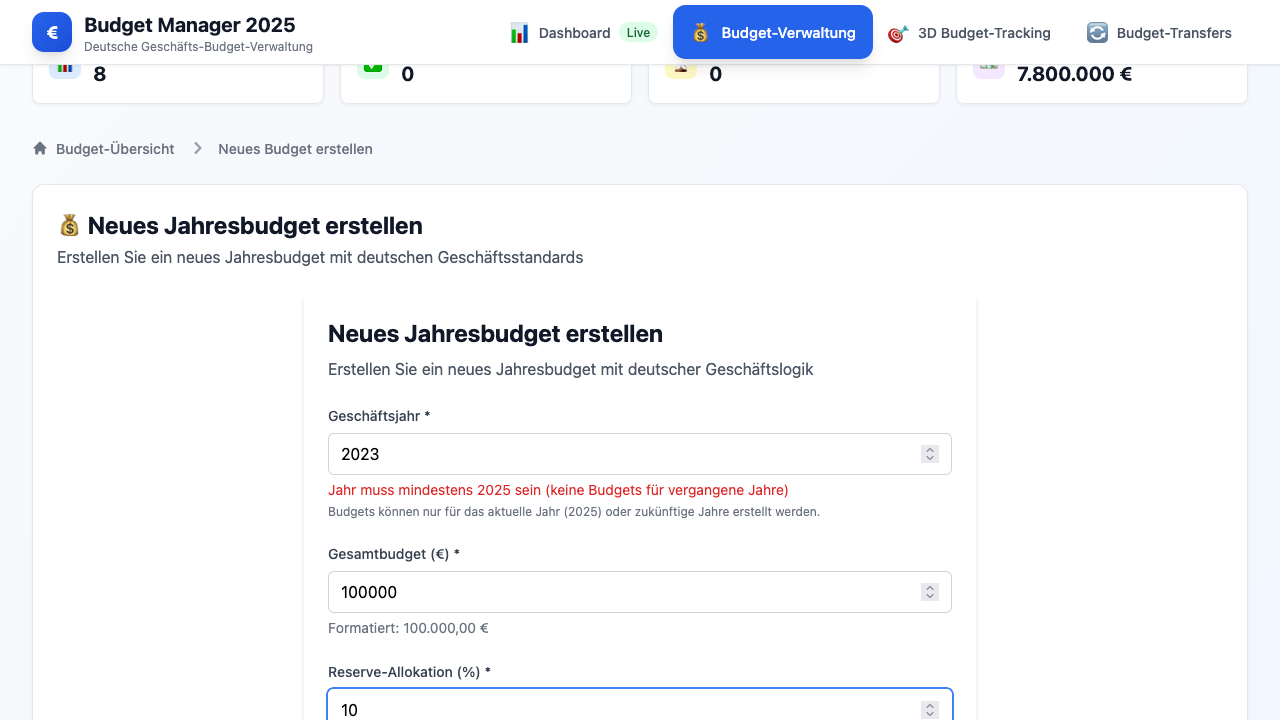 €
Budget Manager 2025
Deutsche Geschäfts-Budget-Verwaltung
Dashboard
Live
Budget-Verwaltung
3D Budget-Tracking
Budget-Transfers
8
0
0
7.800.000 €
Budget-Übersicht
Neues Budget erstellen
Neues Jahresbudget erstellen
Erstellen Sie ein neues Jahresbudget mit deutschen Geschäftsstandards
Neues Jahresbudget erstellen
Erstellen Sie ein neues Jahresbudget mit deutscher Geschäftslogik
Geschäftsjahr *
2023
Jahr muss mindestens 2025 sein (keine Budgets für vergangene Jahre)
Budgets können nur für das aktuelle Jahr (2025) oder zukünftige Jahre erstellt werden.
Gesamtbudget (€) *
100000
Formatiert: 100.000,00 €
Reserve-Allokation (%) *
10